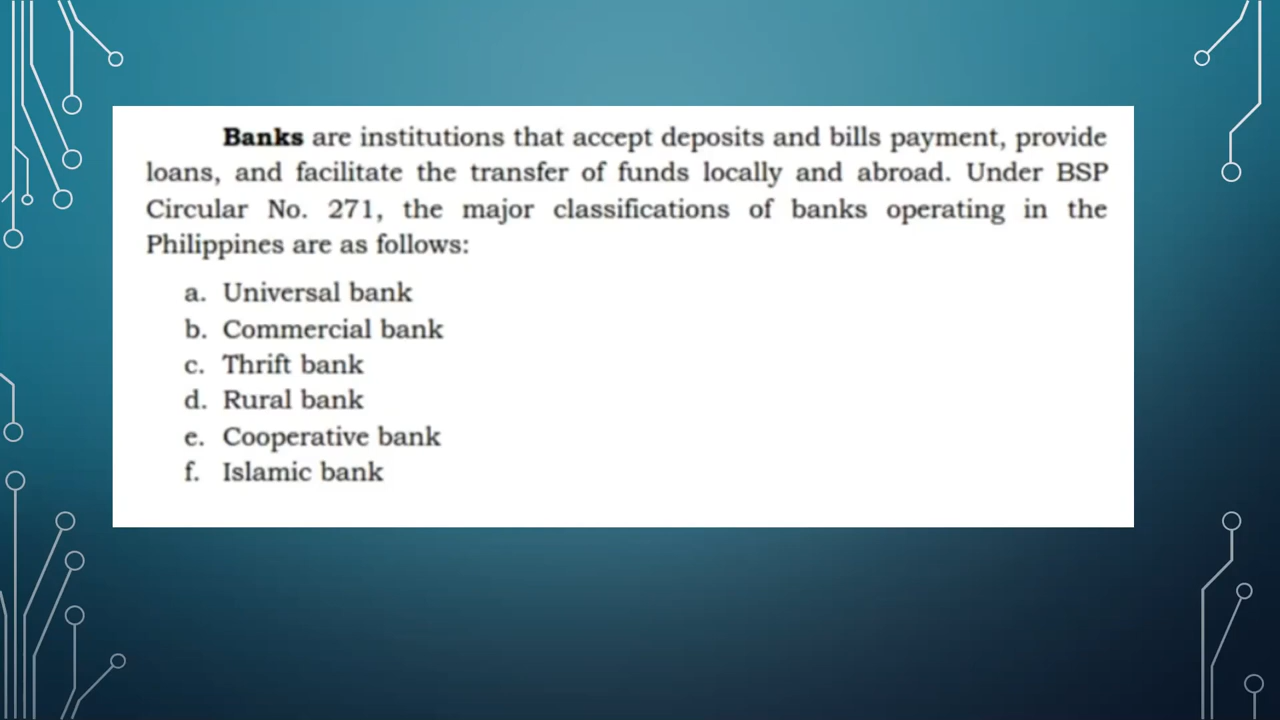 Banks are institutions that accept deposits and bills payment, provide
loans, and facilitate the transfer of funds locally and abroad. Under BSP
Circular No. 271, the major classifications of banks operating in the
Philippines are as follows:
a. Universal bank
b. Commercial bank
c. Thrift bank
d. Rural bank
e. Cooperative bank
f. Islamic bank